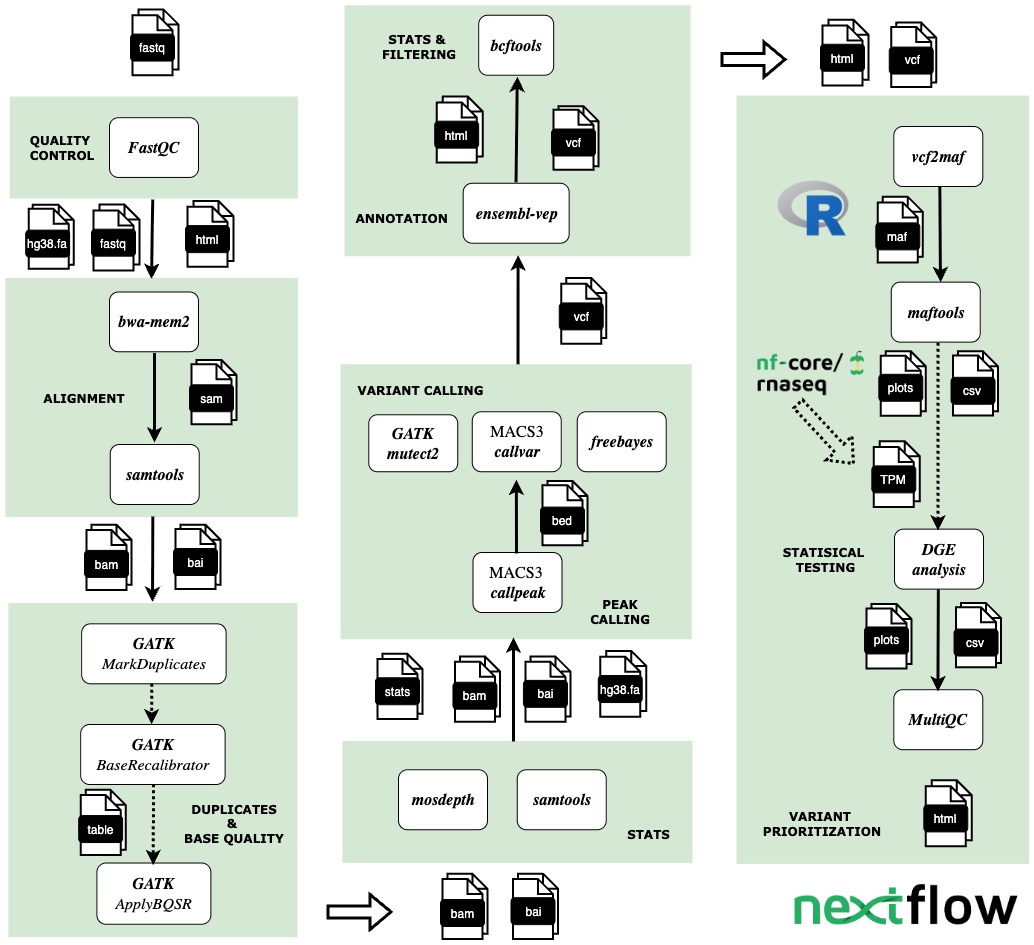 fastq
QUALITY
CONTROL
FastQC
hg38.fa
fastq
html
bwa-mem2
ALIGNMENT
sam
samtools
bam
bai
GATK
MarkDuplicates
GATK
BaseRecalibrator
table
DUPLICATES
&
BASE QUALITY
GATK
ApplyBQSR
bam
bai
mosdepth
samtools
STATS
stats
bam
bai
hg38.fa
VARIANT CALLING
GATK
mutect2
MACS3
callvar
freebayes
bed
MACS3
callpeak
PEAK
CALLING
vcf
STATS &
FILTERING
bcftools
html
vcf
ANNOTATION
ensembl-vep
html
vcf
vcf2maf
R
maf
maftools
nf-core/
rnaseq
plots
csv
TPM
STATISICAL
TESTING
DGE
analysis
plots
csv
MultiQC
VARIANT
PRIORITIZATION
html
nextflow